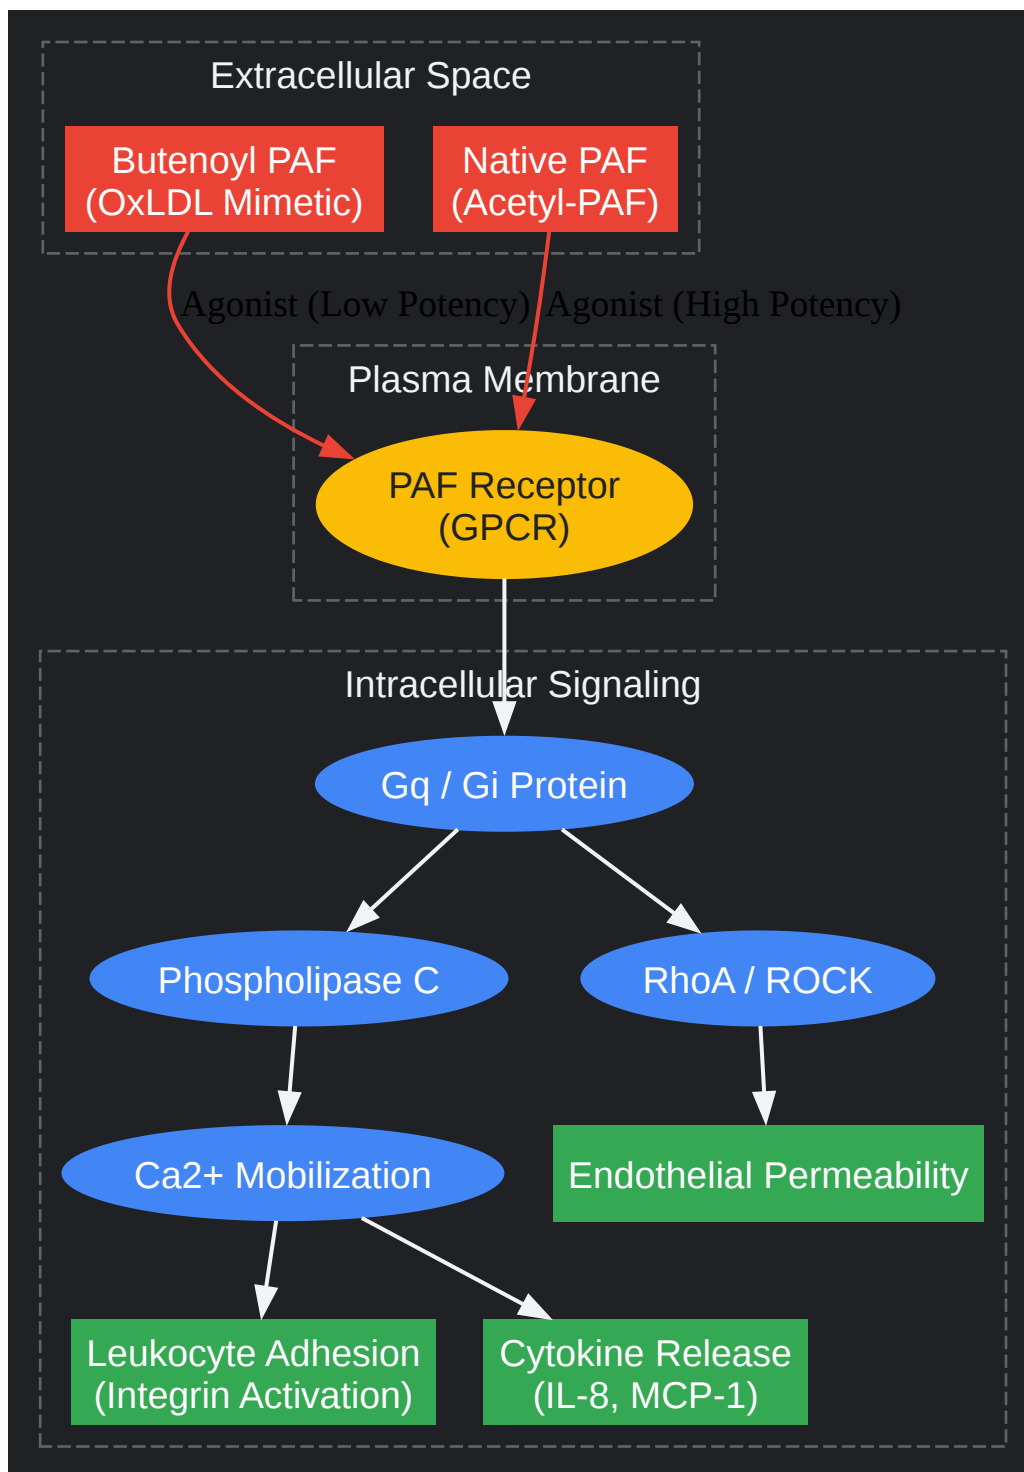 Extracellular Space
Butenoyl PAF
(OxLDL Mimetic)
Native PAF
(Acetyl-PAF)
Agonist (Low Potency)
Agonist (High Potency)
Plasma Membrane
PAF Receptor
(GPCR)
Intracellular Signaling
Gq / Gi Protein
Phospholipase C
RhoA / ROCK
Ca2+ Mobilization
Endothelial Permeability
Leukocyte Adhesion
(Integrin Activation)
Cytokine Release
(IL-8, MCP-1)